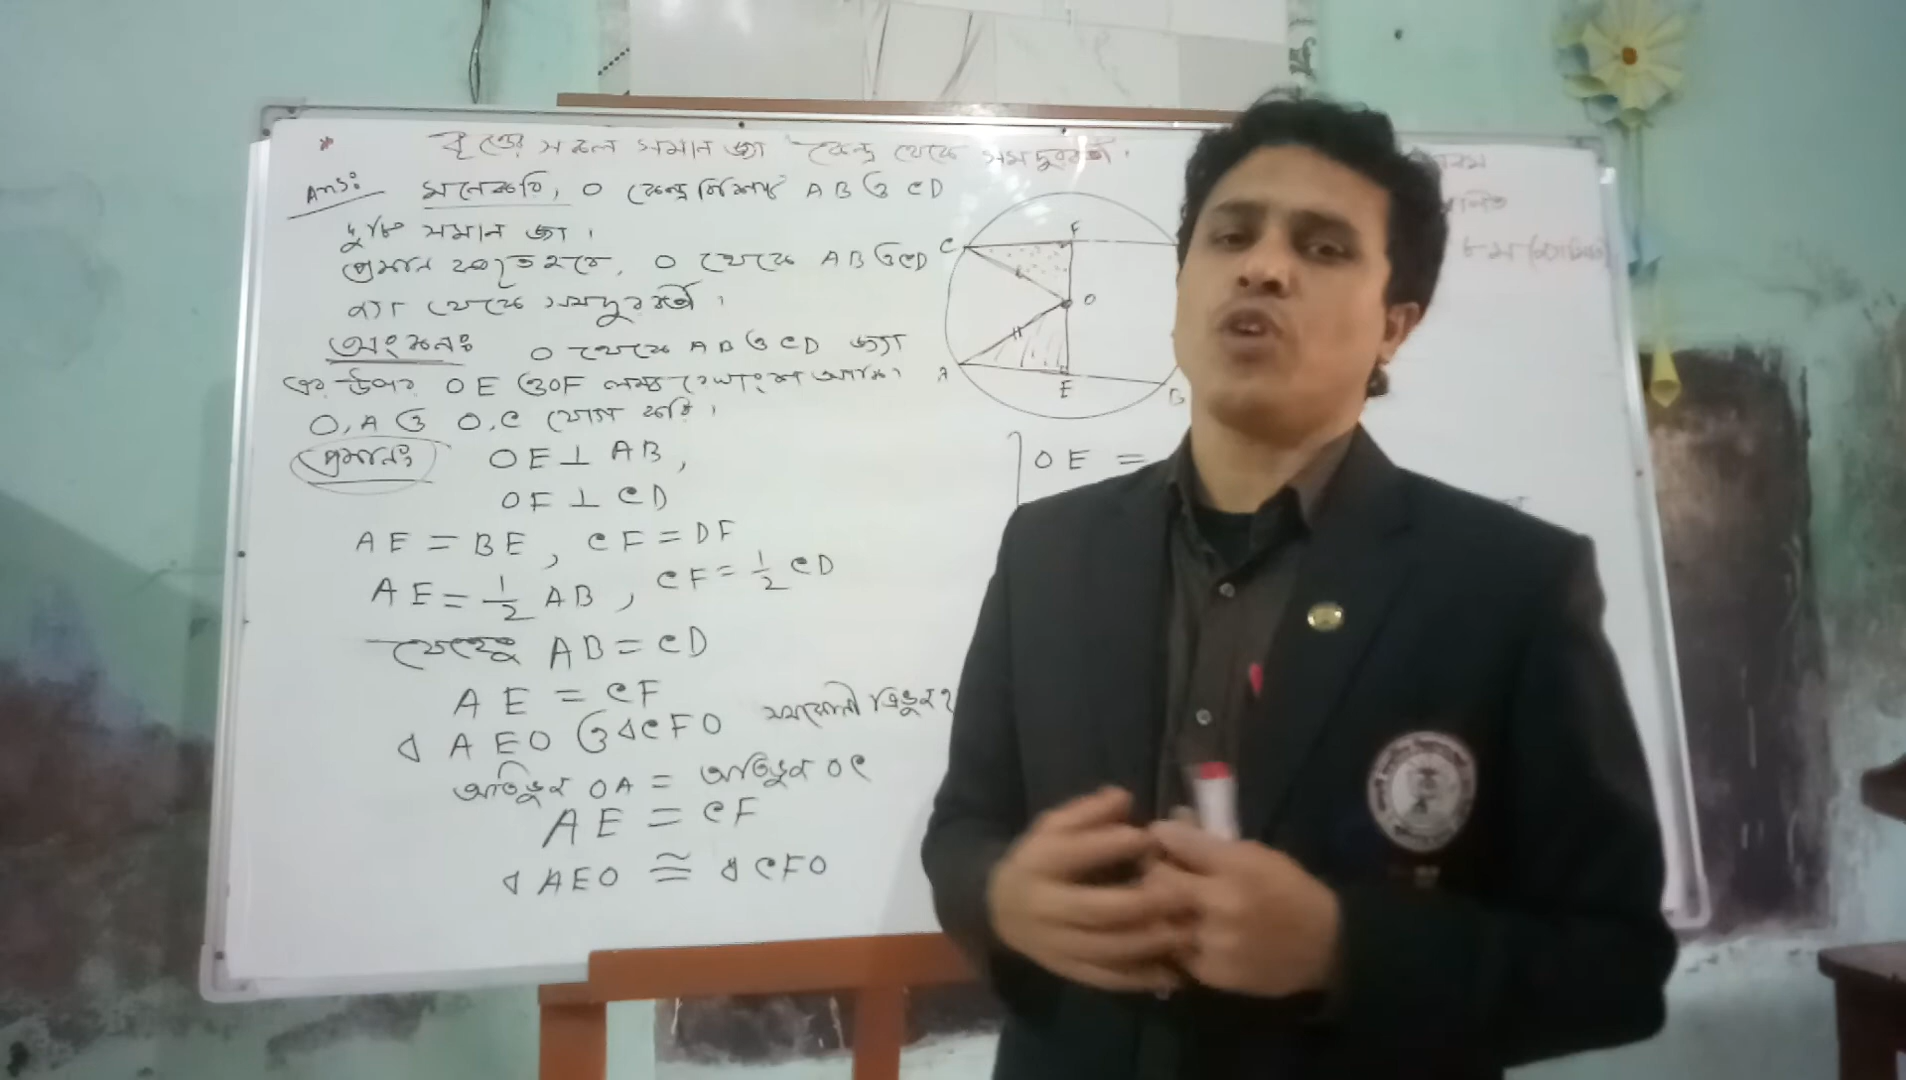 * বৃত্তের সকল সমান জ্যা কেন্দ্র থেকে সমদূরবর্তী।
Ans: মনেকরি, O কেন্দ্রবিশিষ্ট AB ও CD
দুটি সমান জ্যা।
প্রমান করতে হবে, O থেকে AB ও CD
জ্যা থেকে সমদূরবর্তী।
অংকনঃ O থেকে AB ও CD জ্যা
এর উপর OE ও OF লম্ব রেখাংশ আঁকি।
O, A ও O, C যোগ করি।
প্রমানঃ OE ⊥ AB,
OF ⊥ CD
AE = BE, CF = DF
AE = 1/2 AB, CF = 1/2 CD
যেহেতু AB = CD
AE = CF
Δ AEO ও Δ CFO সমকোনী ত্রিভুজে
অতিভুজ OA = অতিভুজ OC
AE = CF
Δ AEO ≅ Δ CFO
C F
O
A E B
OE =